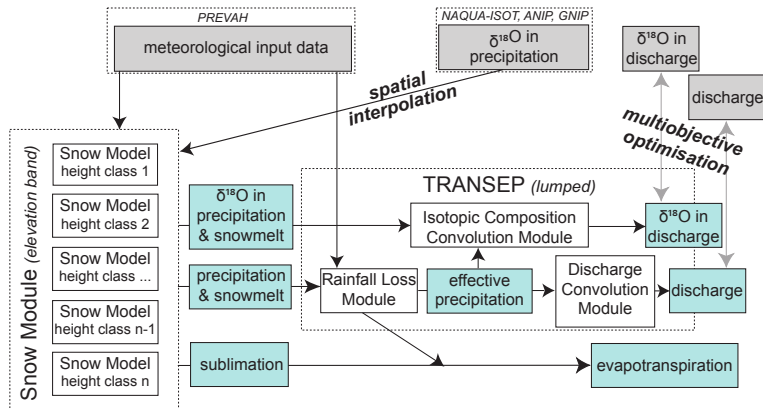 PREVAH
meteorological input data
NAQUA-ISOT, ANIP, GNIP
δ¹⁸O in
precipitation
δ¹⁸O in
discharge
discharge
spatial
interpolation
multiobjective
optimisation
Snow Module (elevation band)
Snow Model
height class 1
Snow Model
height class 2
Snow Model
height class ...
Snow Model
height class n-1
Snow Model
height class n
δ¹⁸O in
precipitation
& snowmelt
precipitation
& snowmelt
sublimation
TRANSEP (lumped)
Isotopic Composition
Convolution Module
Rainfall Loss
Module
effective
precipitation
Discharge
Convolution
Module
δ¹⁸O in
discharge
discharge
evapotranspiration